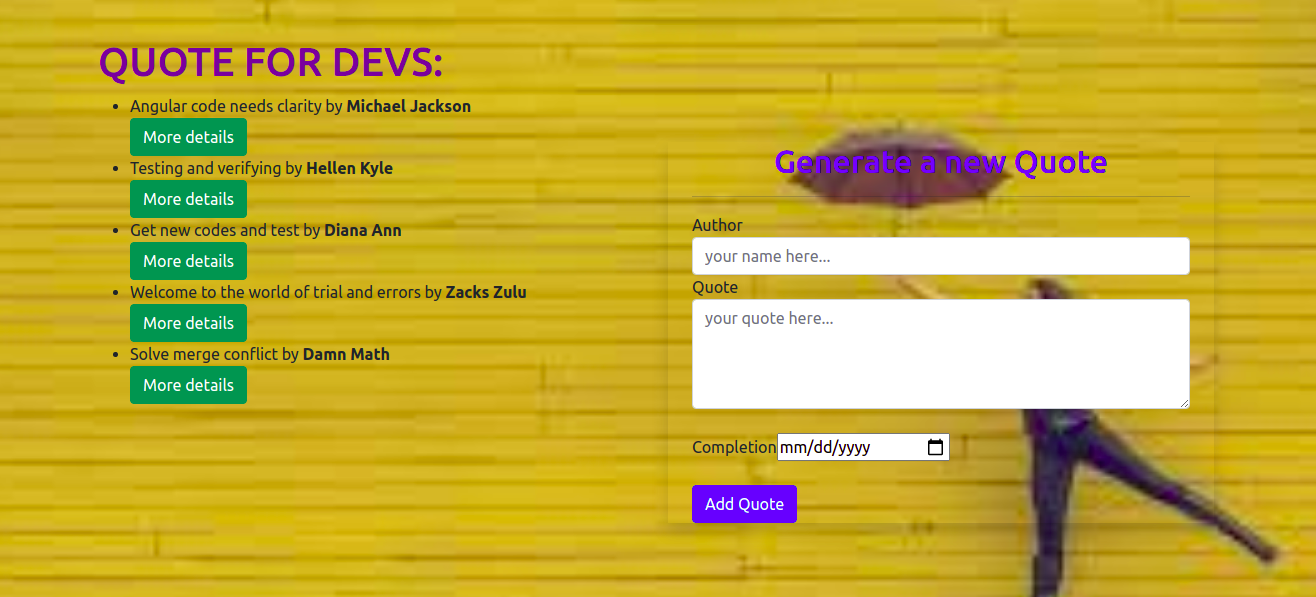 QUOTE FOR DEVS:
Angular code needs clarity by Michael Jackson
More details
Testing and verifying by Hellen Kyle
More details
Get new codes and test by Diana Ann
More details
Welcome to the world of trial and errors by Zacks Zulu
More details
Solve merge conflict by Damn Math
More details
Generate a new Quote
Author
your name here...
Quote
your quote here...
Completion mm/dd/yyyy
Add Quote